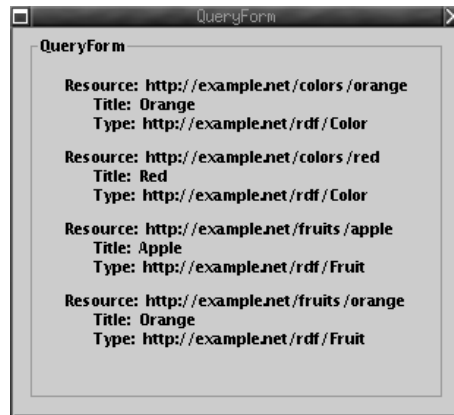 QueryForm
QueryForm
Resource: http://example.net/colors/orange
Title: Orange
Type: http://example.net/rdf/Color
Resource: http://example.net/colors/red
Title: Red
Type: http://example.net/rdf/Color
Resource: http://example.net/fruits/apple
Title: Apple
Type: http://example.net/rdf/Fruit
Resource: http://example.net/fruits/orange
Title: Orange
Type: http://example.net/rdf/Fruit